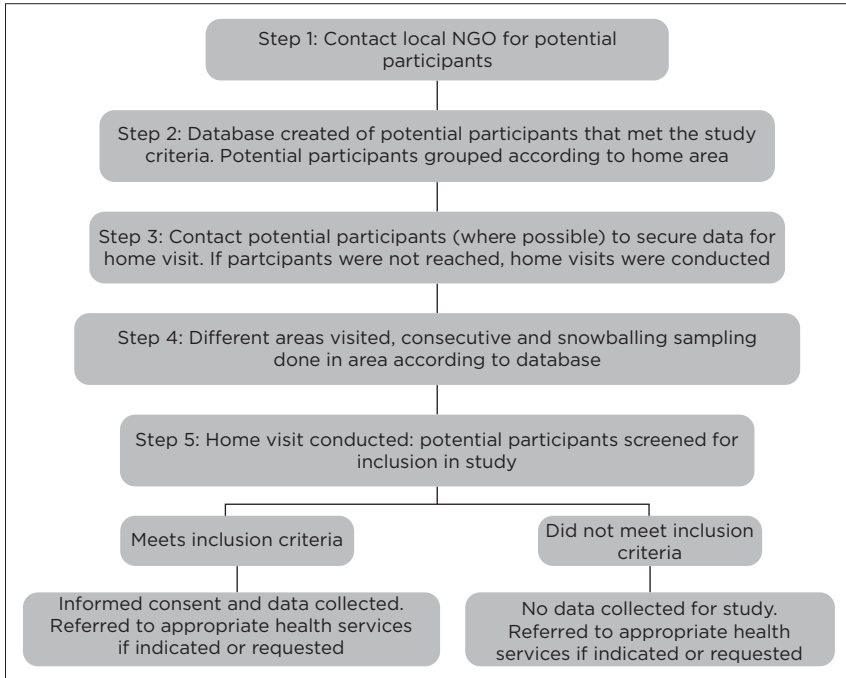 Step 1: Contact local NGO for potential
participants
Step 2: Database created of potential participants that met the study
criteria. Potential participants grouped according to home area
Step 3: Contact potential participants (where possible) to secure data for
home visit. If partcipants were not reached, home visits were conducted
Step 4: Different areas visited, consecutive and snowballing sampling
done in area according to database
Step 5: Home visit conducted: potential participants screened for
inclusion in study
Meets inclusion criteria
Did not meet inclusion
criteria
Informed consent and data collected.
Referred to appropriate health services
if indicated or requested
No data collected for study.
Referred to appropriate health
services if indicated or requested